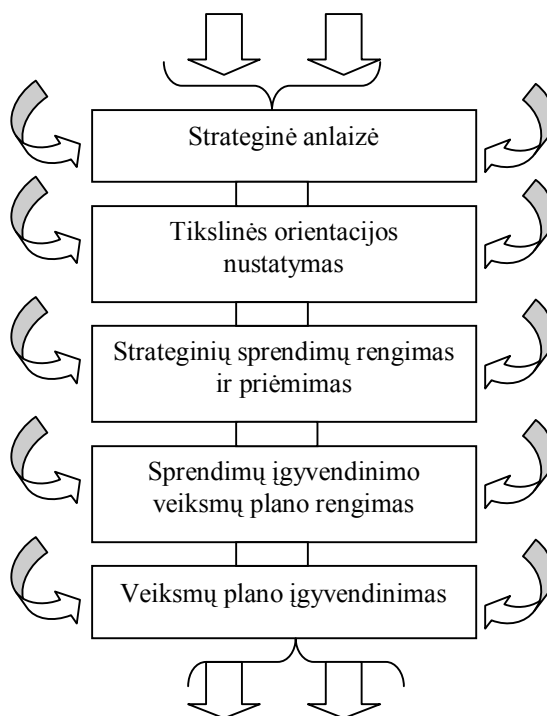 Strateginė anlaizė
Tikslinės orientacijos
nustatymas
Strateginių sprendimų rengimas
ir priėmimas
Sprendimų įgyvendinimo
veiksmų plano rengimas
Veiksmų plano įgyvendinimas